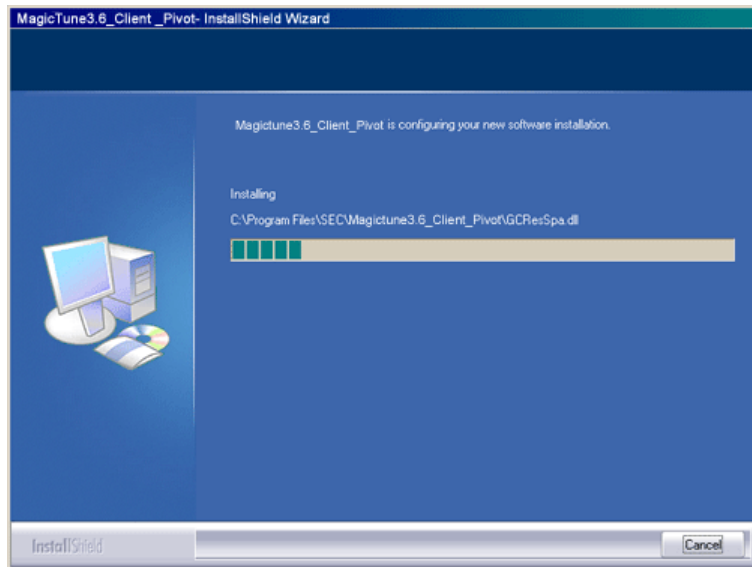 MagicTune3.6_Client _Pivot- InstallShield Wizard
Magictune3.6_Client_Pivot is configuring your new software installation.
Installing
C:\Program Files\SEC\Magictune3.6_Client_Pivot\GCResSpa.dll
InstallShield
Cancel